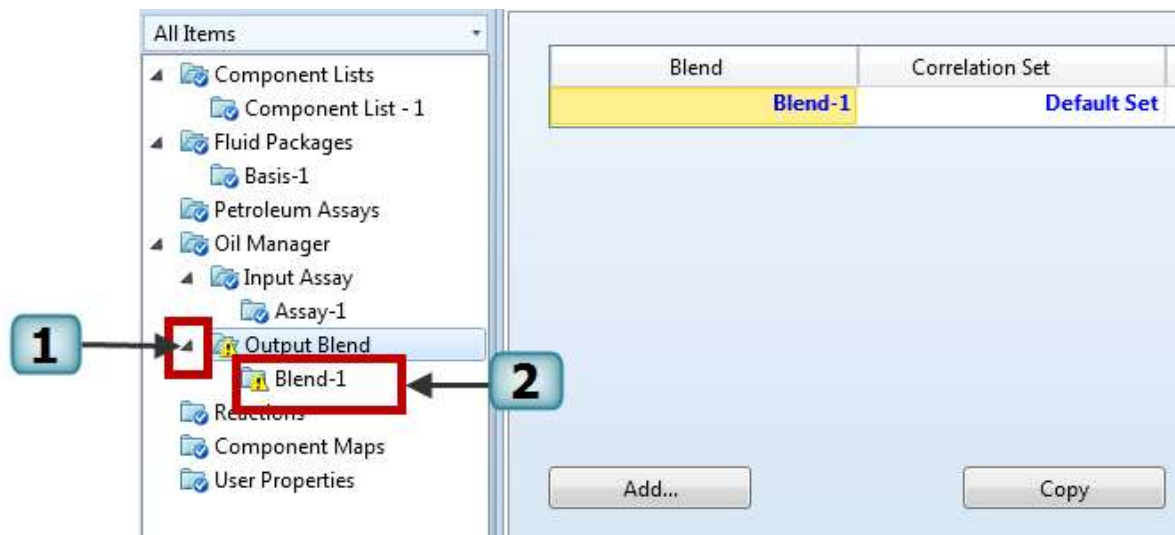 All Items
Component Lists
Component List - 1
Fluid Packages
Basis-1
Petroleum Assays
Oil Manager
Input Assay
Assay-1
1
Output Blend
Blend-1
2
Reactions
Component Maps
User Properties
Blend Correlation Set
Blend-1 Default Set
Add... Copy